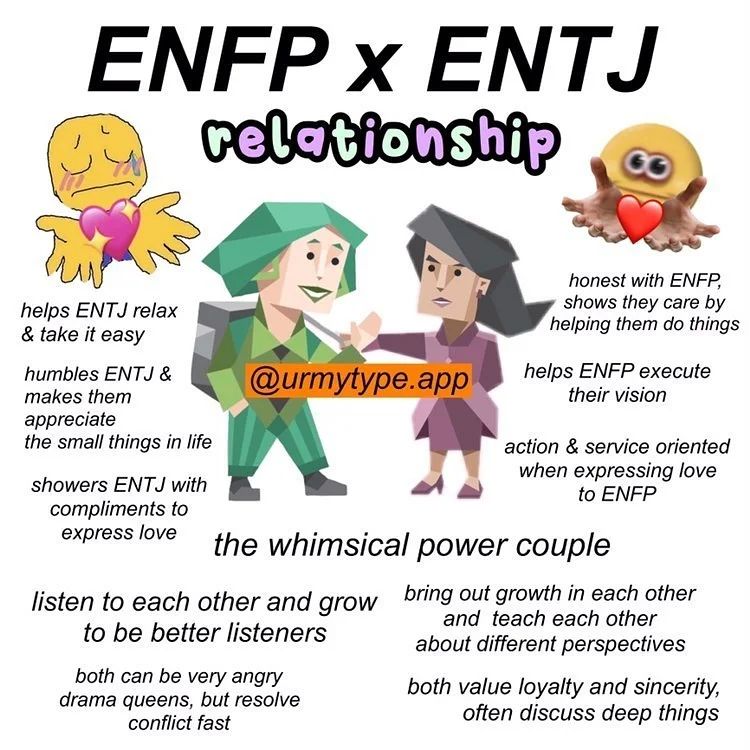 ENFP x ENTJ
relationship
helps ENTJ relax
& take it easy
humbles ENTJ &
makes them
appreciate
the small things in life
showers ENTJ with
compliments to
express love
@urmytype.app
honest with ENFP,
shows they care by
helping them do things
helps ENFP execute
their vision
action & service oriented
when expressing love
to ENFP
the whimsical power couple
listen to each other and grow
to be better listeners
bring out growth in each other
and teach each other
about different perspectives
both can be very angry
drama queens, but resolve
conflict fast
both value loyalty and sincerity,
often discuss deep things